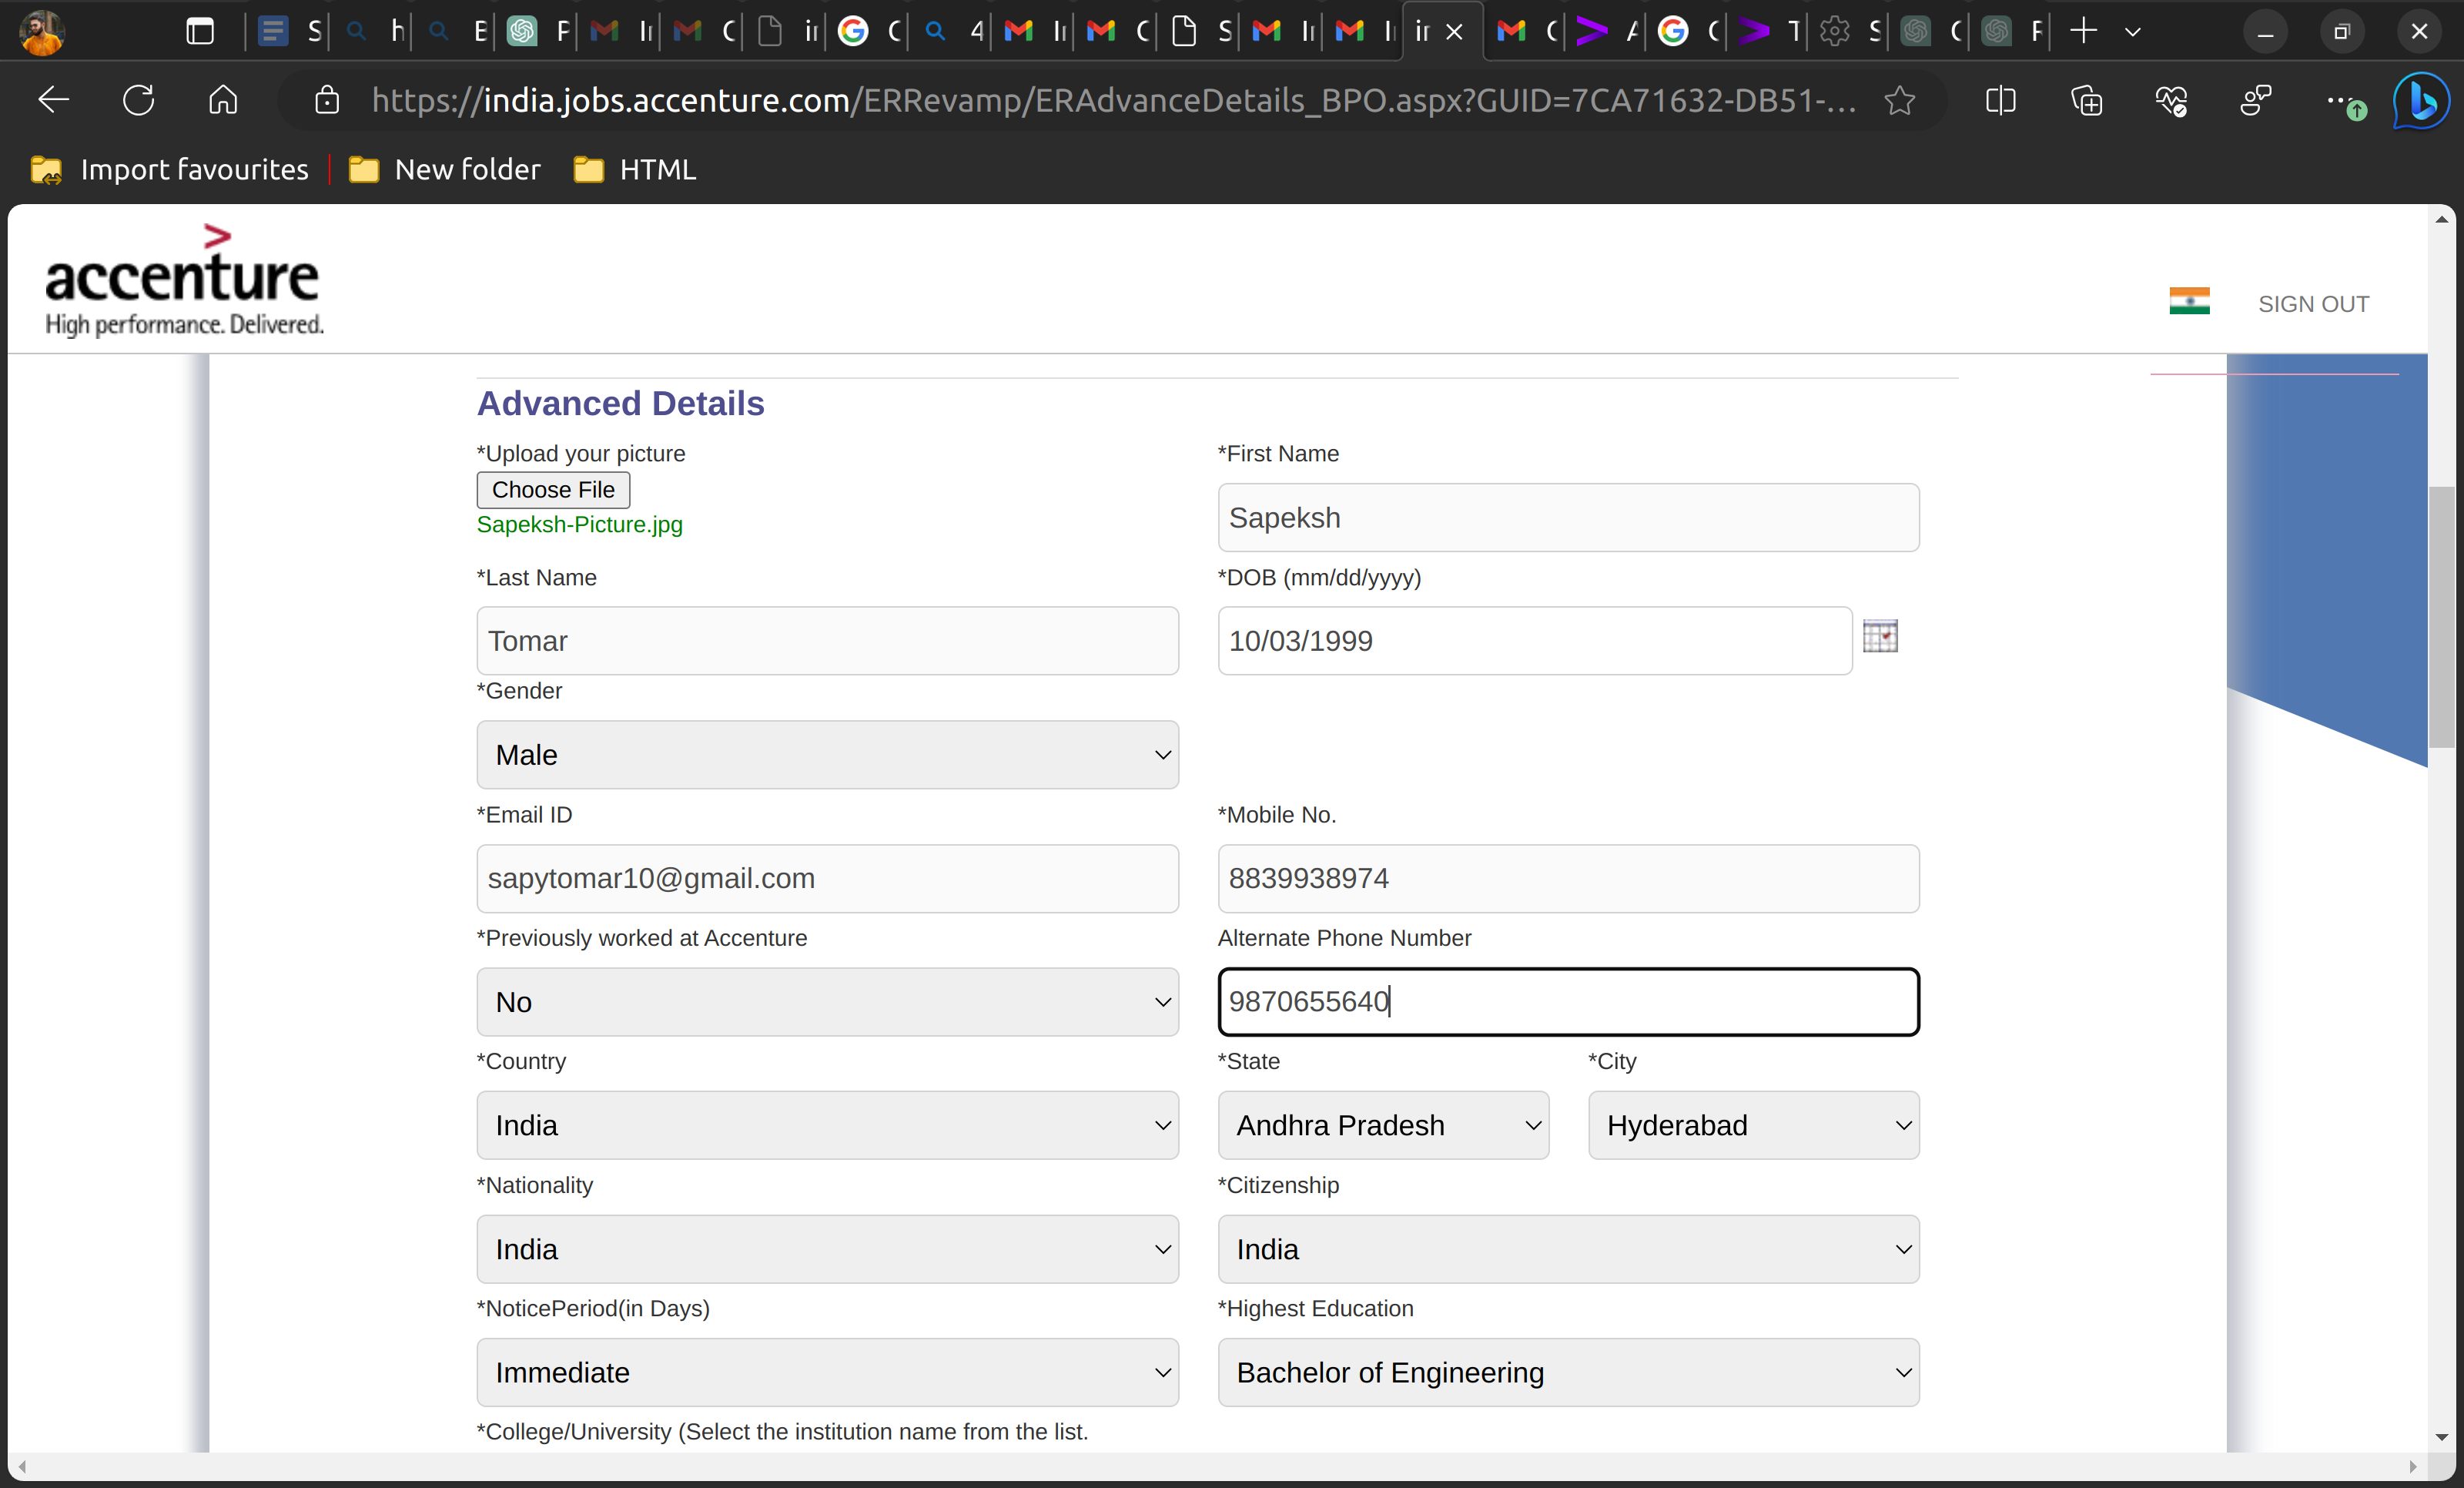 S h E P I C i C 4 I C S I I i C A C T S C F
https://india.jobs.accenture.com/ERRevamp/ERAdvanceDetails_BPO.aspx?GUID=7CA71632-DB51-...
Import favourites New folder HTML
>
accenture
High performance. Delivered.
SIGN OUT
Advanced Details
*Upload your picture
Choose File
Sapeksh-Picture.jpg
*First Name
Sapeksh
*Last Name
Tomar
*DOB (mm/dd/yyyy)
10/03/1999
*Gender
Male
*Email ID
sapytomar10@gmail.com
*Mobile No.
8839938974
*Previously worked at Accenture
No
Alternate Phone Number
9870655640
*Country
India
*State
Andhra Pradesh
*City
Hyderabad
*Nationality
India
*Citizenship
India
*NoticePeriod(in Days)
Immediate
*Highest Education
Bachelor of Engineering
*College/University (Select the institution name from the list.